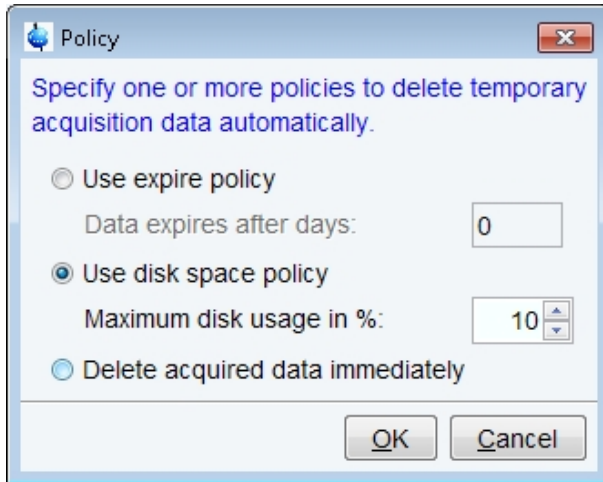 Policy
Specify one or more policies to delete temporary
acquisition data automatically.
Use expire policy
Data expires after days: 0
Use disk space policy
Maximum disk usage in %: 10
Delete acquired data immediately
OK Cancel